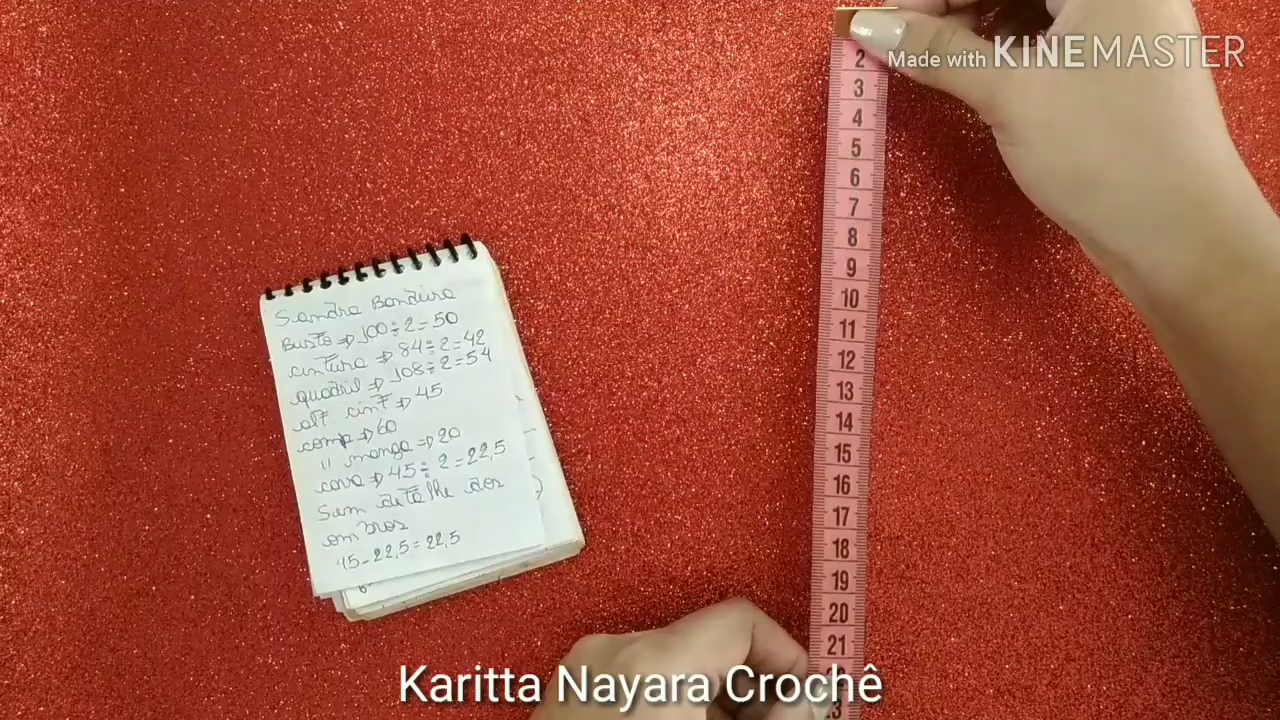 Made with KINEMASTER
Sandra Bandeira
Busto => 100÷2=50
cintura => 84÷2=42
quadril => 108÷2=54
alt. cint => 45
comp => 60
" manga => 20
cava => 45÷2=22,5
Sem detalhe dos
ombros
45-22,5=22,5
2
3
4
5
6
7
8
9
10
11
12
13
14
15
16
17
18
19
20
21
Karitta Nayara Crochê